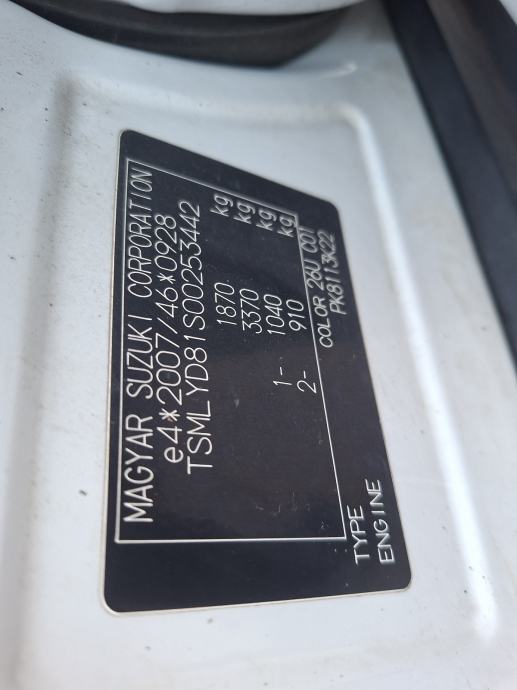 MAGYAR SUZUKI CORPORATION
e4*2007/46*0928
TSMLYD81S00253442
1870 kg
3370 kg
1- 1040 kg
2- 910 kg
TYPE COLOR 26U C01
ENGINE PK8113K22